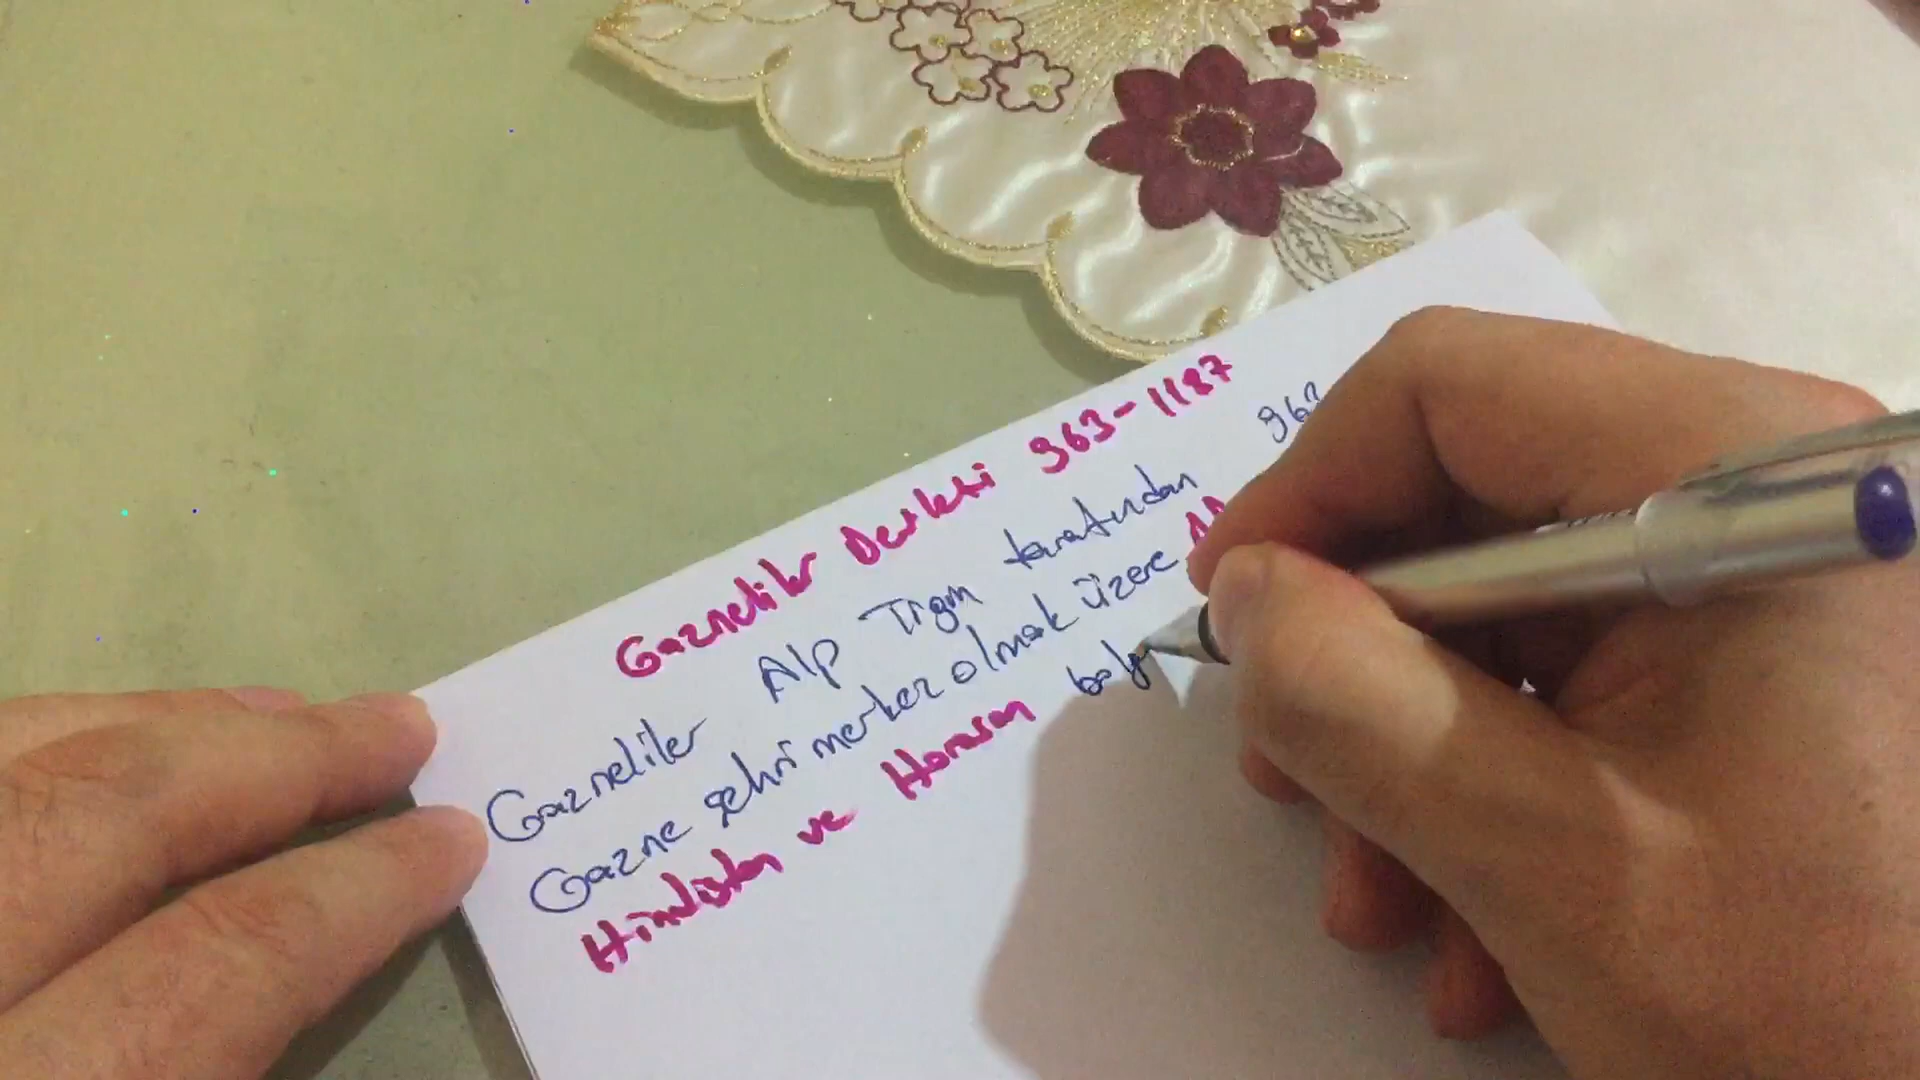 Gazneliler Devleti 963-1187
Gazneliler Alp Tigin tarafından 963
Gazne şehri merkez olmak üzere
Hindistan ve Horasan